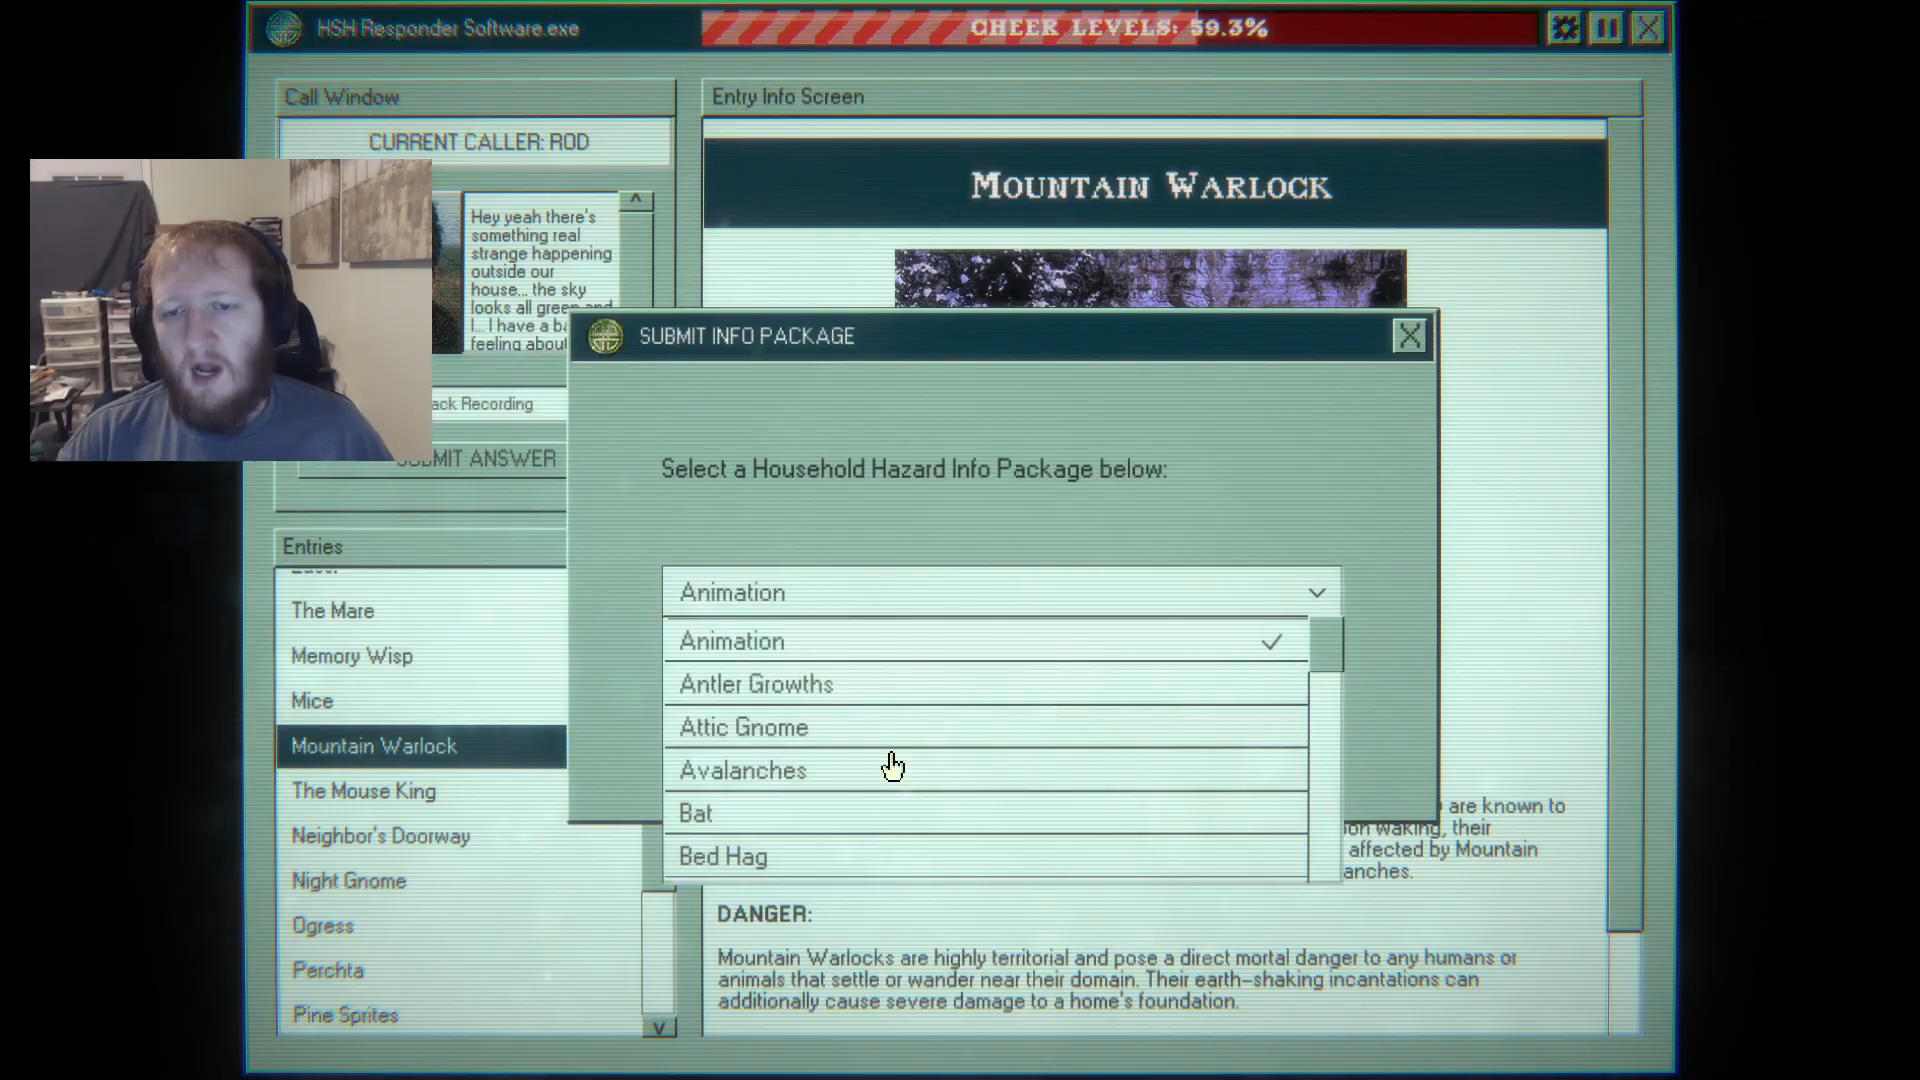 HSH Responder Software.exe
CHEER LEVELS: 59.3%
Call Window
CURRENT CALLER: ROD
Hey yeah there's
something real
strange happening
outside our
house... the sky
looks all green and
I... I have a ba
feeling about
ack Recording
SUBMIT ANSWER
Entries
The Mare
Memory Wisp
Mice
Mountain Warlock
The Mouse King
Neighbor's Doorway
Night Gnome
Ogress
Perchta
Pine Sprites
Entry Info Screen
MOUNTAIN WARLOCK
SUBMIT INFO PACKAGE
Select a Household Hazard Info Package below:
Animation
Animation
Antler Growths
Attic Gnome
Avalanches
Bat
Bed Hag
are known to
on waking, their
affected by Mountain
anches.
DANGER:
Mountain Warlocks are highly territorial and pose a direct mortal danger to any humans or
animals that settle or wander near their domain. Their earth-shaking incantations can
additionally cause severe damage to a home's foundation.